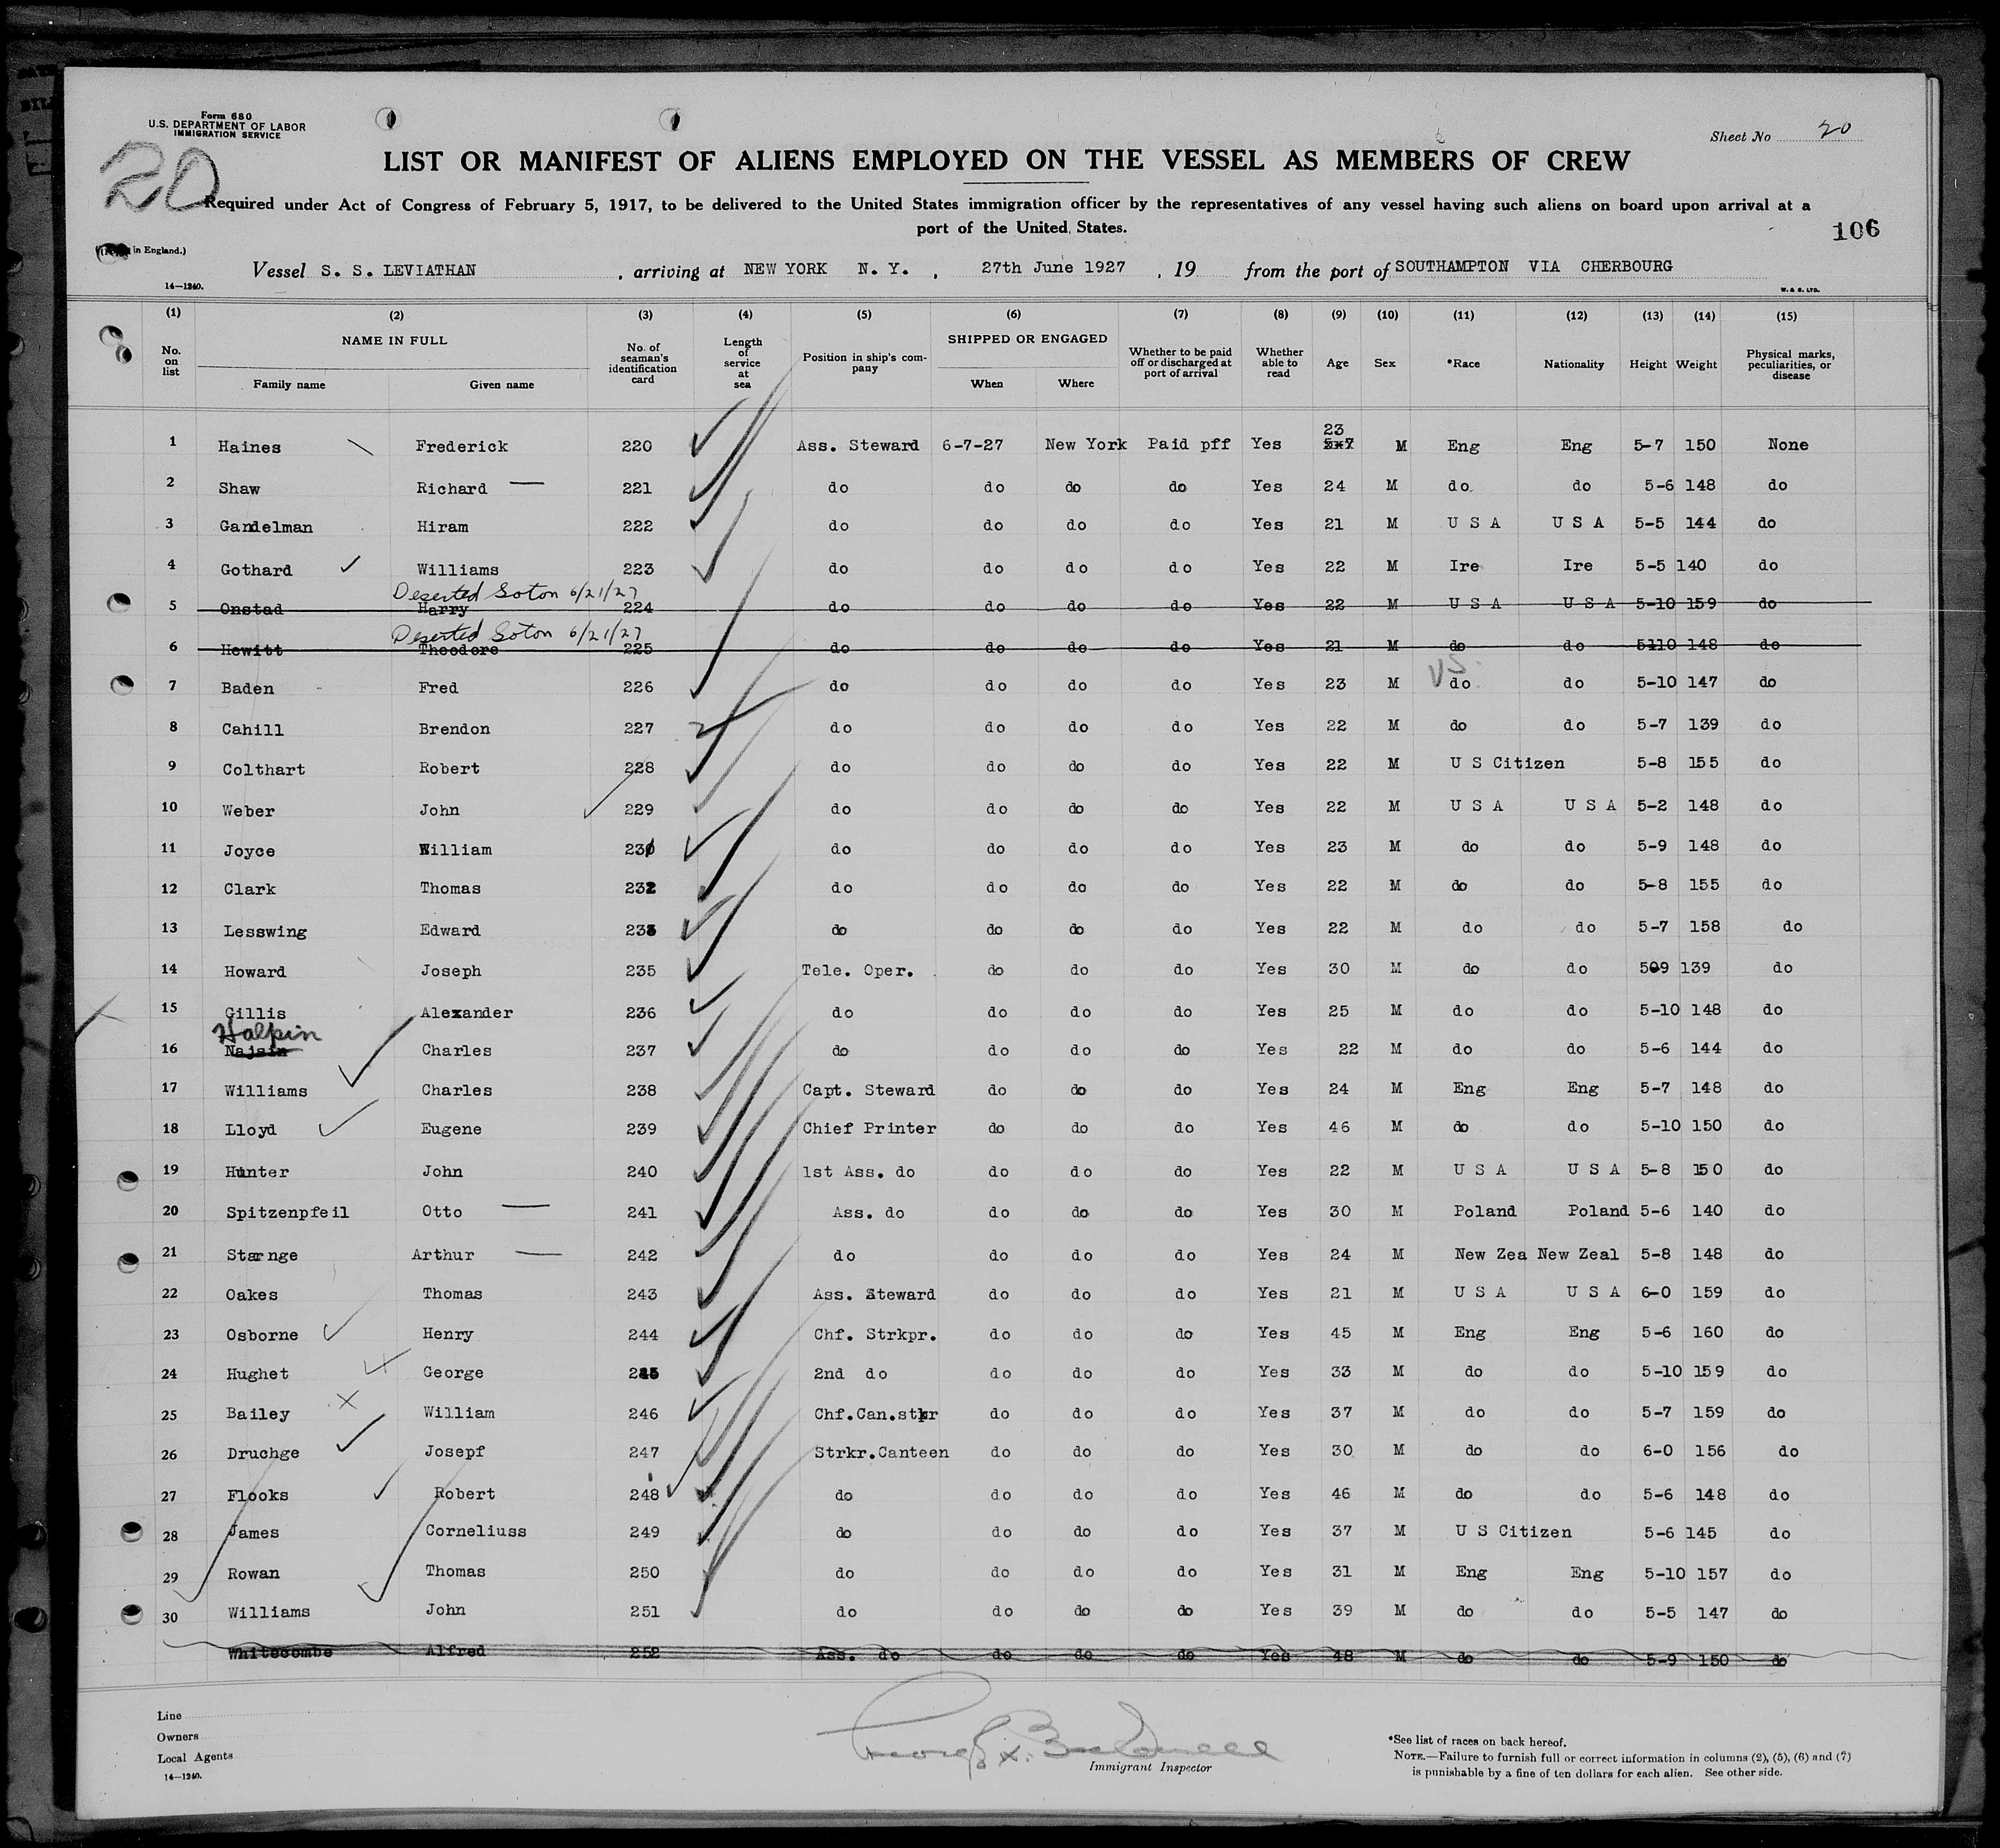 Form 680
U.S. DEPARTMENT OF LABOR
IMMIGRATION SERVICE
20
Sheet No 20
LIST OR MANIFEST OF ALIENS EMPLOYED ON THE VESSEL AS MEMBERS OF CREW
Required under Act of Congress of February 5, 1917, to be delivered to the United States immigration officer by the representatives of any vessel having such aliens on board upon arrival at a
port of the United States.
106
in England.)
Vessel S. S. LEVIATHAN , arriving at NEW YORK N. Y. , 27th June 1927 , 19 from the port of SOUTHAMPTON VIA CHERBOURG
14—1240.
W. & S. LTD.
(1) (2) (3) (4) (5) (6) (7) (8) (9) (10) (11) (12) (13) (14) (15)
No. on list NAME IN FULL Family name Given name No. of seaman's identification card Length of service at sea Position in ship's company SHIPPED OR ENGAGED When Where Whether to be paid off or discharged at port of arrival Whether able to read Age Sex *Race Nationality Height Weight Physical marks, peculiarities, or disease
1 Haines Frederick 220 Ass. Steward 6-7-27 New York Paid pff Yes 23 5x7 M Eng Eng 5-7 150 None
2 Shaw Richard 221 do do do do Yes 24 M do do 5-6 148 do
3 Gandelman Hiram 222 do do do do Yes 21 M U S A U S A 5-5 144 do
4 Gothard Williams 223 do do do do Yes 22 M Ire Ire 5-5 140 do
Deserted Soton 6/21/27
5 Onstad Harry 224 do do do do Yes 22 M U S A U S A 5-10 159 do
Deserted Soton 6/21/27
6 Hewitt Theodore 225 do do do do Yes 21 M do do 5110 148 do
US.
7 Baden Fred 226 do do do do Yes 23 M do do 5-10 147 do
8 Cahill Brendon 227 do do do do Yes 22 M do do 5-7 139 do
9 Colthart Robert 228 do do do do Yes 22 M U S Citizen 5-8 155 do
10 Weber John 229 do do do do Yes 22 M U S A U S A 5-2 148 do
11 Joyce William 230 do do do do Yes 23 M do do 5-9 148 do
12 Clark Thomas 232 do do do do Yes 22 M do do 5-8 155 do
13 Lesswing Edward 233 do do do do Yes 22 M do do 5-7 158 do
14 Howard Joseph 235 Tele. Oper. do do do Yes 30 M do do 509 139 do
15 Gillis Alexander 236 do do do do Yes 25 M do do 5-10 148 do
Halpin
16 Najsin Charles 237 do do do do Yes 22 M do do 5-6 144 do
17 Williams Charles 238 Capt. Steward do do do Yes 24 M Eng Eng 5-7 148 do
18 Lloyd Eugene 239 Chief Printer do do do Yes 46 M do do 5-10 150 do
19 Hunter John 240 1st Ass. do do do do Yes 22 M U S A U S A 5-8 150 do
20 Spitzenpfeil Otto 241 Ass. do do do do Yes 30 M Poland Poland 5-6 140 do
21 Starnge Arthur 242 do do do do Yes 24 M New Zea New Zeal 5-8 148 do
22 Oakes Thomas 243 Ass. Steward do do do Yes 21 M U S A U S A 6-0 159 do
23 Osborne Henry 244 Chf. Strkpr. do do do Yes 45 M Eng Eng 5-6 160 do
24 Hughet George 245 2nd do do do do Yes 33 M do do 5-10 159 do
25 Bailey William 246 Chf.Can.stkr do do do Yes 37 M do do 5-7 159 do
26 Druchge Josepf 247 Strkr.Canteen do do do Yes 30 M do do 6-0 156 do
27 Flooks Robert 248 do do do do Yes 46 M do do 5-6 148 do
28 James Corneliuss 249 do do do do Yes 37 M U S Citizen 5-6 145 do
29 Rowan Thomas 250 do do do do Yes 31 M Eng Eng 5-10 157 do
30 Williams John 251 do do do do Yes 39 M do do 5-5 147 do
Whitecombe Alfred 252 Ass. do do do do Yes 48 M do do 5-9 150 do
Line
Owners
Local Agents
14—1240.
Immigrant Inspector
*See list of races on back hereof.
NOTE.—Failure to furnish full or correct information in columns (2), (5), (6) and (7)
is punishable by a fine of ten dollars for each alien. See other side.